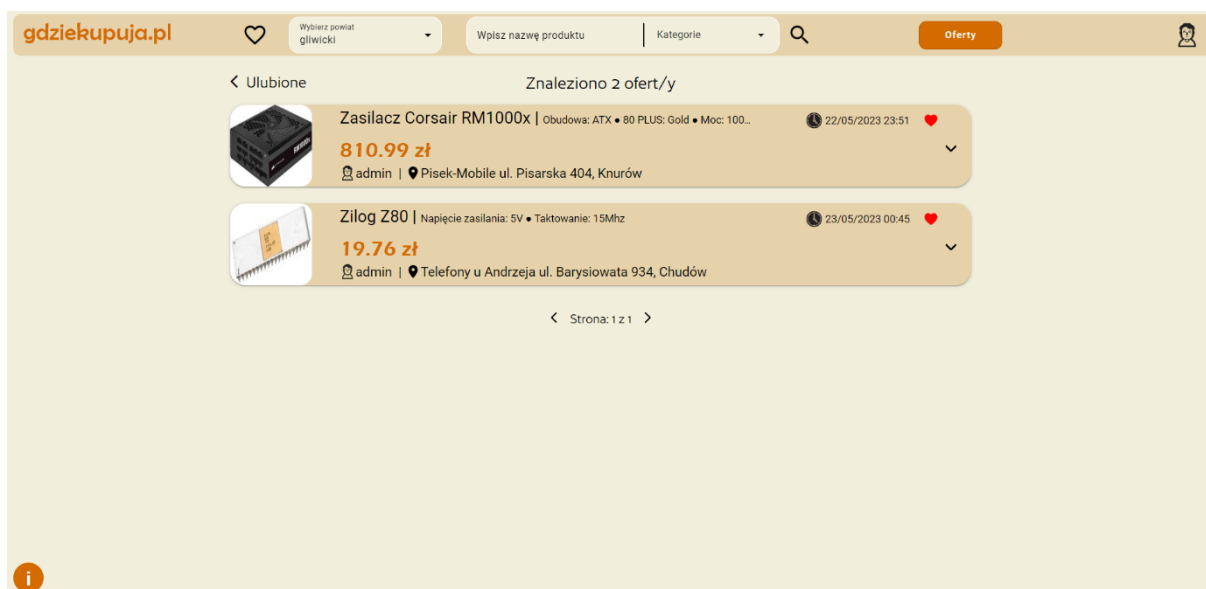 gdziekupuja.pl
Wybierz powiat
gliwicki
Wpisz nazwę produktu
Kategorie
Oferty
Ulubione
Znaleziono 2 ofert/y
Zasilacz Corsair RM1000x | Obudowa: ATX ● 80 PLUS: Gold ● Moc: 100...
22/05/2023 23:51
810.99 zł
admin | Pisek-Mobile ul. Pisarska 404, Knurów
Zilog Z80 | Napięcie zasilania: 5V ● Taktowanie: 15Mhz
23/05/2023 00:45
19.76 zł
admin | Telefony u Andrzeja ul. Barysiowata 934, Chudów
Strona: 1 z 1
i